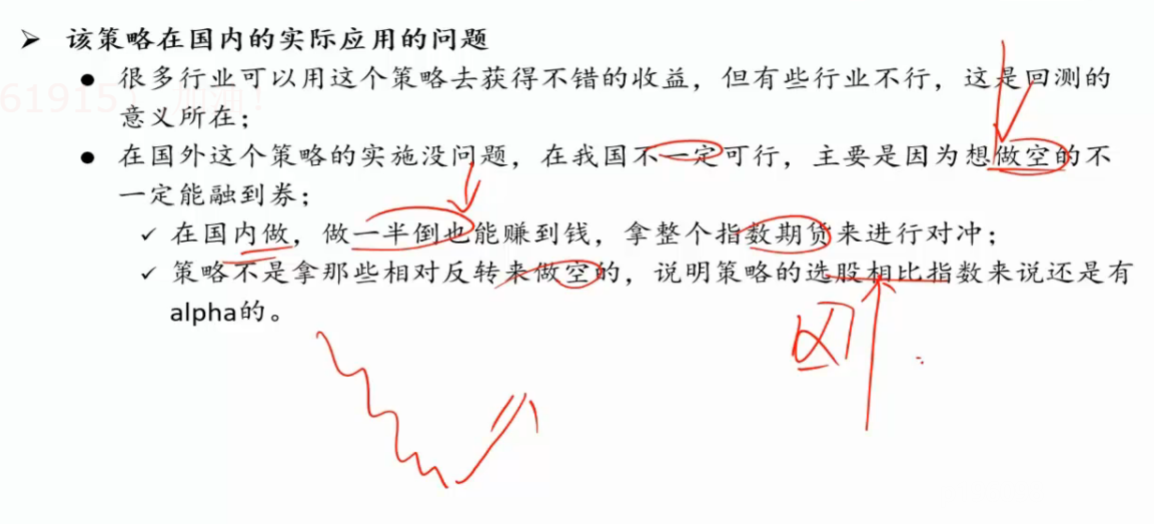 ➢ 该策略在国内的实际应用的问题
● 很多行业可以用这个策略去获得不错的收益，但有些行业不行，这是回测的
意义所在；
● 在国外这个策略的实施没问题，在我国不一定可行，主要是因为想做空的不
一定能融到券；
✓ 在国内做，做一半倒也能赚到钱，拿整个指数期货来进行对冲；
✓ 策略不是拿那些相对反转来做空的，说明策略的选股相比指数来说还是有
alpha的。